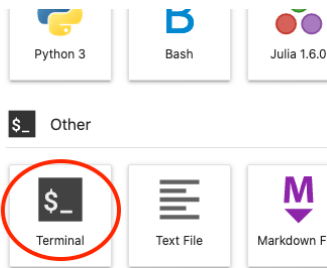 B
Python 3
Bash
Julia 1.6.0
$_ Other
$_
M
Terminal
Text File
Markdown F